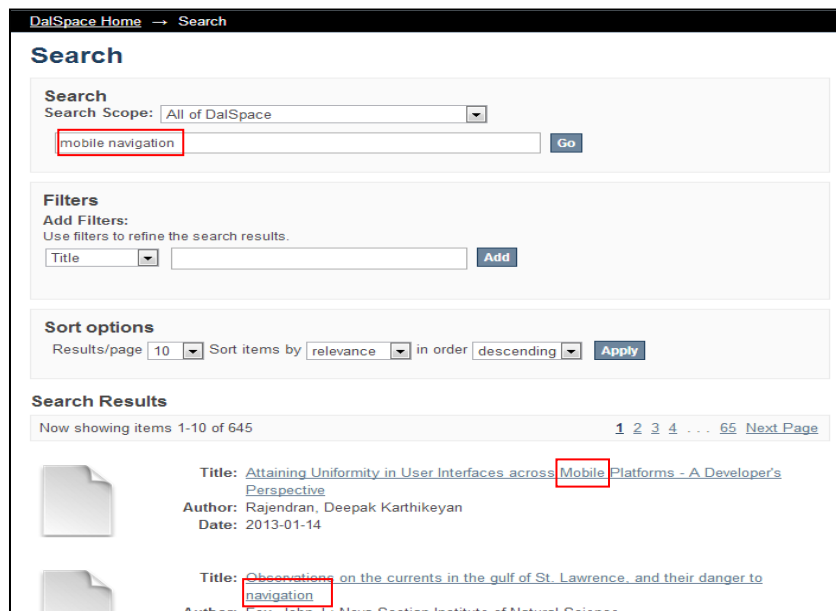 DalSpace Home → Search
Search
Search
Search Scope: All of DalSpace
mobile navigation Go
Filters
Add Filters:
Use filters to refine the search results.
Title Add
Sort options
Results/page 10 Sort items by relevance in order descending Apply
Search Results
Now showing items 1-10 of 645 1 2 3 4 . . . 65 Next Page
Title: Attaining Uniformity in User Interfaces across Mobile Platforms - A Developer's
Perspective
Author: Rajendran, Deepak Karthikeyan
Date: 2013-01-14
Title: Observations on the currents in the gulf of St. Lawrence, and their danger to
navigation